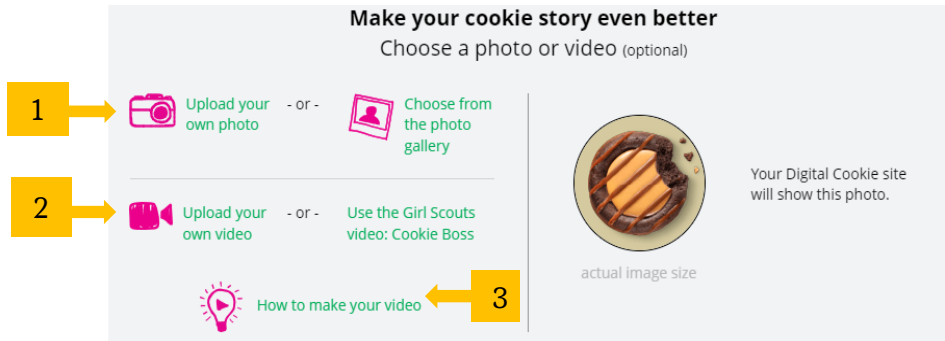 Make your cookie story even better
Choose a photo or video (optional)
1
Upload your own photo
- or -
Choose from the photo gallery
2
Upload your own video
- or -
Use the Girl Scouts video: Cookie Boss
How to make your video
3
Your Digital Cookie site
will show this photo.
actual image size